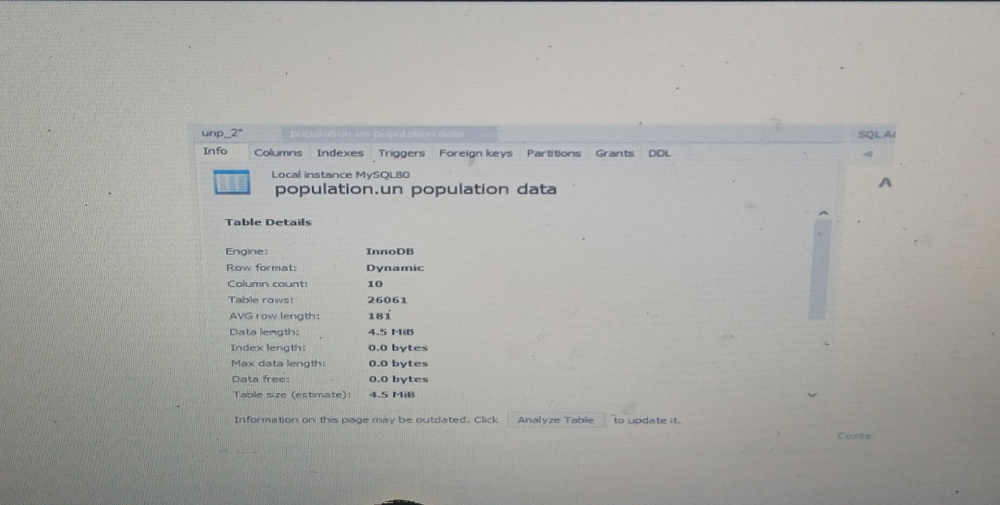 unp_2* population.un population data SQL A
Info Columns Indexes Triggers Foreign keys Partitions Grants DDL
Local instance MySQL80
population.un population data
A
Table Details
Engine: InnoDB
Row format: Dynamic
Column count: 10
Table rows: 26061
AVG row length: 181
Data length: 4.5 MiB
Index length: 0.0 bytes
Max data length: 0.0 bytes
Data free: 0.0 bytes
Table size (estimate): 4.5 MiB
Information on this page may be outdated. Click Analyze Table to update it.
Conte